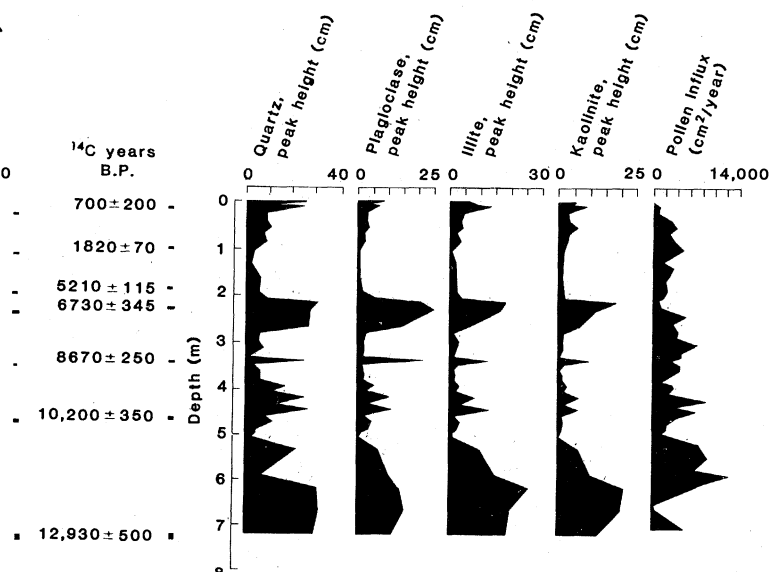 Quartz,
peak height (cm)
Plagioclase,
peak height (cm)
Illite,
peak height (cm)
Kaolinite,
peak height (cm)
Pollen Influx
(cm²/year)
¹⁴C years
B.P.
0
0 40 0 25 0 30 0 25 0 14,000
700±200
1820±70
5210±115
6730±345
8670±250
10,200±350
12,930±500
Depth (m)
0
1
2
3
4
5
6
7
8